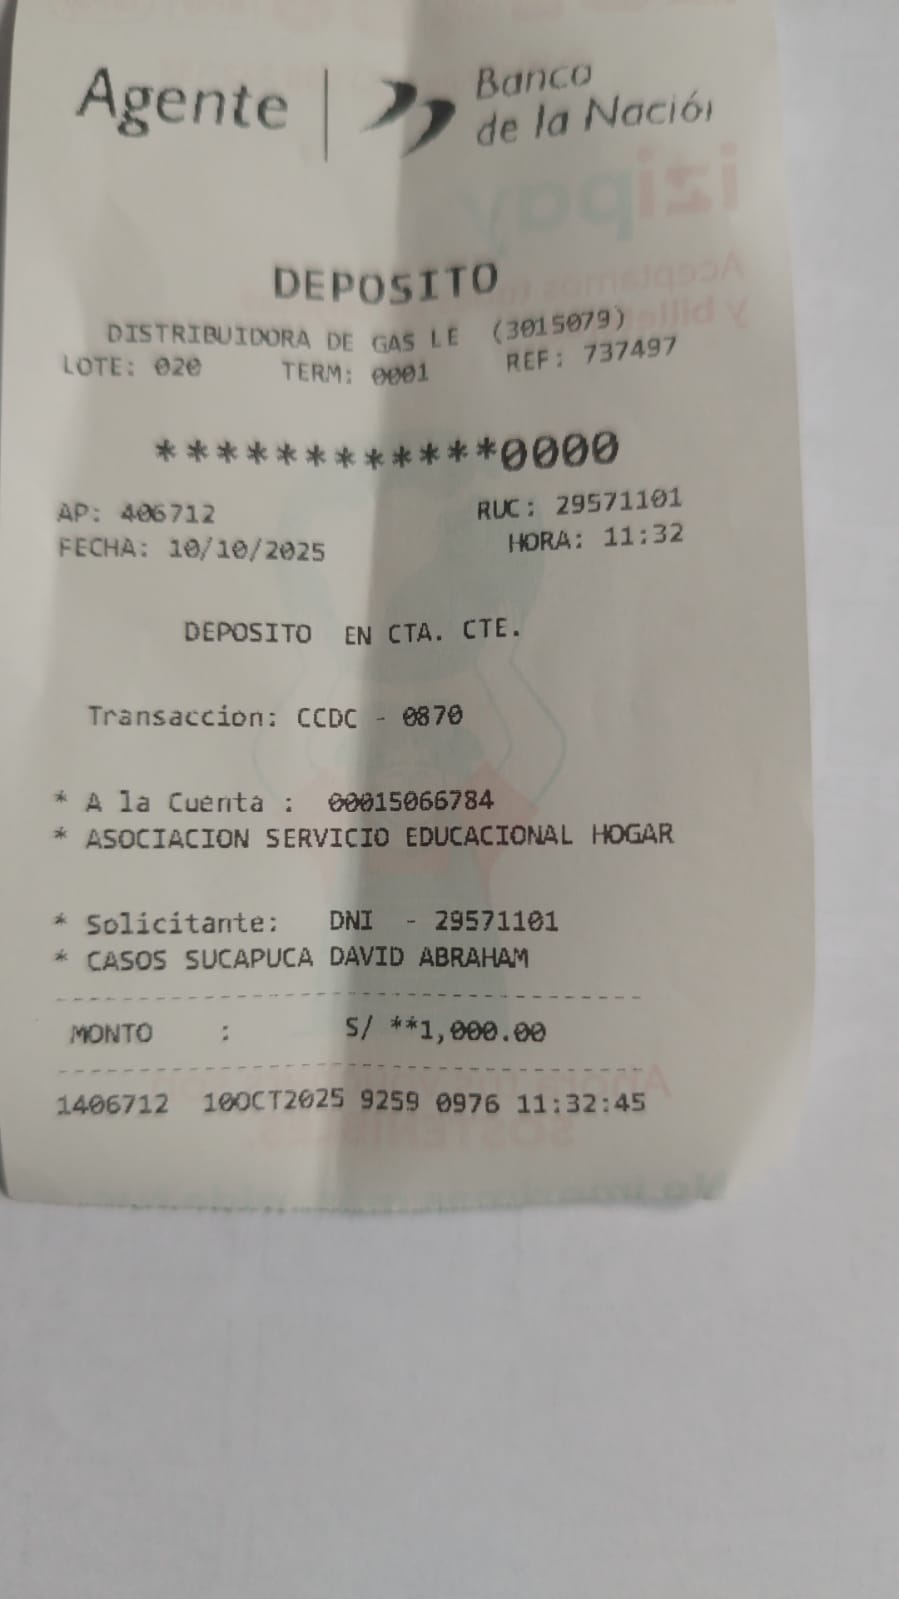 Agente | Banco
de la Nación
izipay
DEPOSITO
DISTRIBUIDORA DE GAS LE (3015079)
LOTE: 020 TERM: 0001 REF: 737497
************0000
AP: 406712 RUC: 29571101
FECHA: 10/10/2025 HORA: 11:32
DEPOSITO EN CTA. CTE.
Transaccion: CCDC - 0870
* A la Cuenta : 00015066784
* ASOCIACION SERVICIO EDUCACIONAL HOGAR
* Solicitante: DNI - 29571101
* CASOS SUCAPUCA DAVID ABRAHAM
MONTO : S/ **1,000.00
1406712 10OCT2025 9259 0976 11:32:45